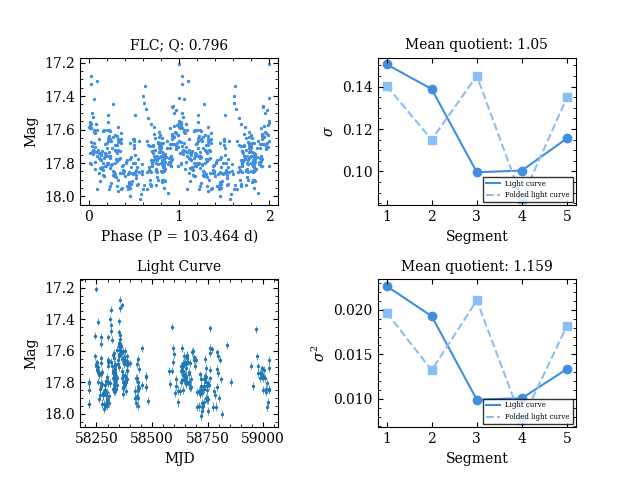 FLC; Q: 0.796
Mag
17.2
17.4
17.6
17.8
18.0
0
1
2
Phase (P = 103.464 d)
Mean quotient: 1.05
σ
0.14
0.12
0.10
1
2
3
4
5
Segment
Light curve
Folded light curve
Light Curve
Mag
17.2
17.4
17.6
17.8
18.0
58250
58500
58750
59000
MJD
Mean quotient: 1.159
σ²
0.020
0.015
0.010
1
2
3
4
5
Segment
Light curve
Folded light curve